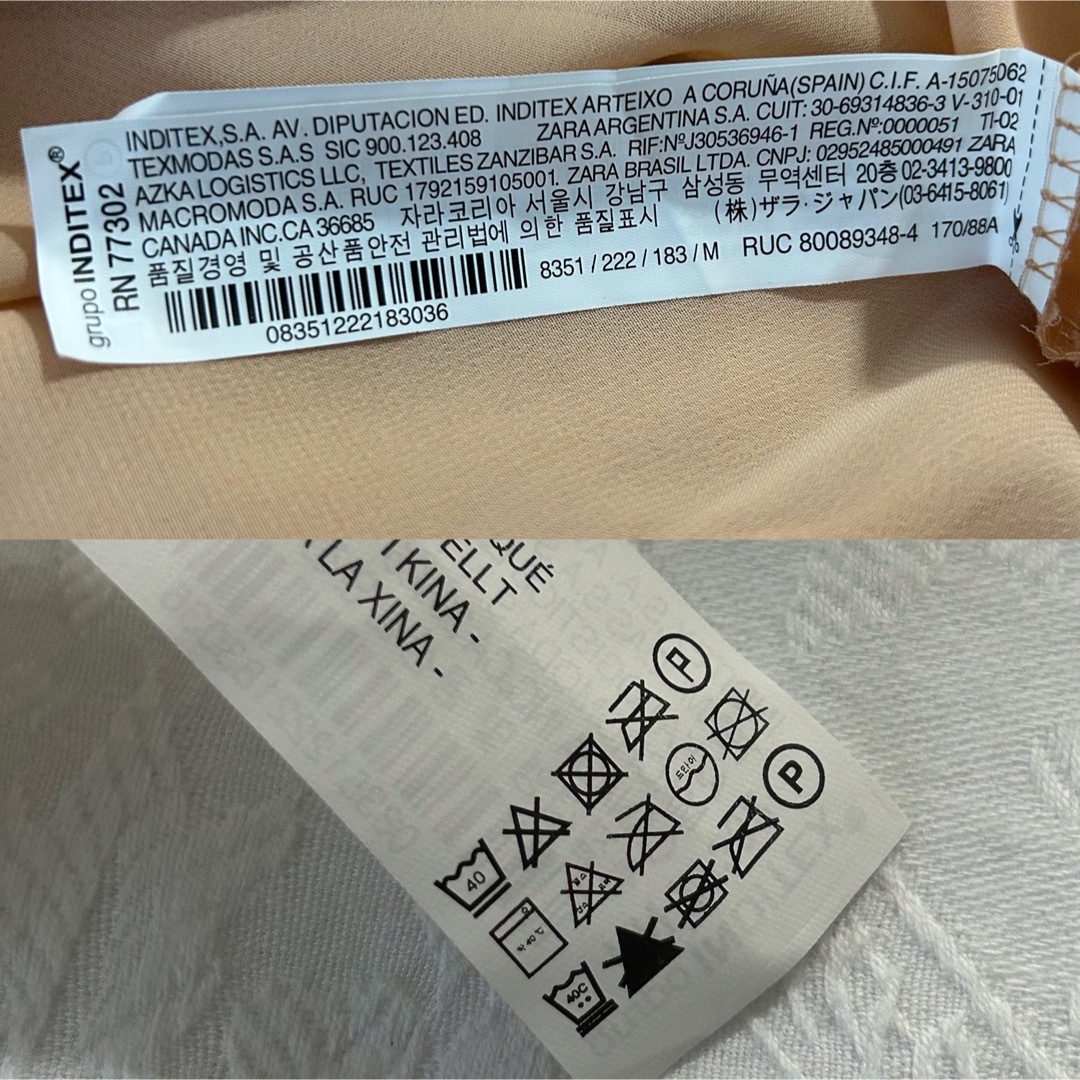 grupo INDITEX®
RN 77302
INDITEX,S.A. AV. DIPUTACION ED. INDITEX ARTEIXO A CORUÑA(SPAIN) C.I.F. A-15075062
TEXMODAS S.A.S SIC 900.123.408 ZARA ARGENTINA S.A. CUIT: 30-69314836-3 V-310-01
AZKA LOGISTICS LLC, TEXTILES ZANZIBAR S.A. RIF:NºJ30536946-1 REG.Nº:0000051 TI-02
MACROMODA S.A. RUC 1792159105001, ZARA BRASIL LTDA. CNPJ: 02952485000491 ZARA
CANADA INC.CA 36685 자라코리아 서울시 강남구 삼성동 무역센터 20층 02-3413-9800
품질경영 및 공산품안전 관리법에 의한 품질표시 (株)ザラ・ジャパン(03-6415-8061)
8351 / 222 / 183 / M RUC 80089348-4 170/88A
08351222183036
QUÉ
ELLT
I KINA -
LA XINA -
P
40
드라이
P
40C